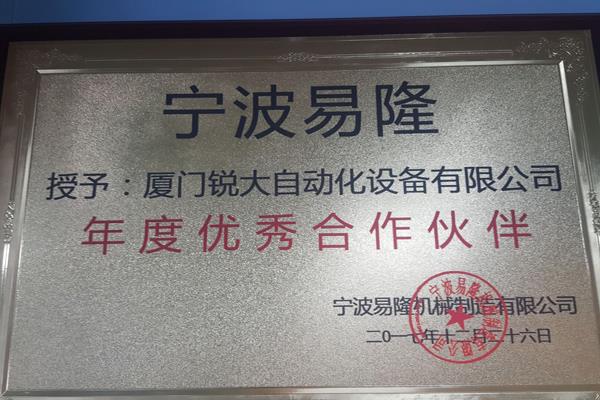 宁波易隆
授予：厦门锐大自动化设备有限公司
年度优秀合作伙伴
宁波易隆机械制造有限公司
二0一七年十二月二十六日